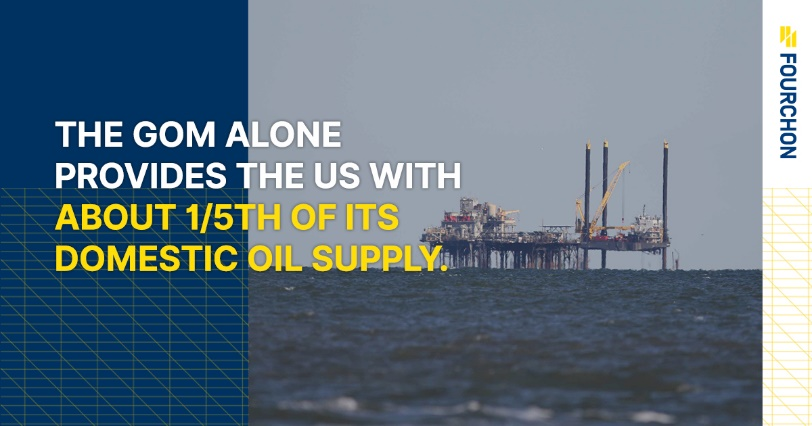 THE GOM ALONE
PROVIDES THE US WITH
ABOUT 1/5TH OF ITS
DOMESTIC OIL SUPPLY.
FOURCHON